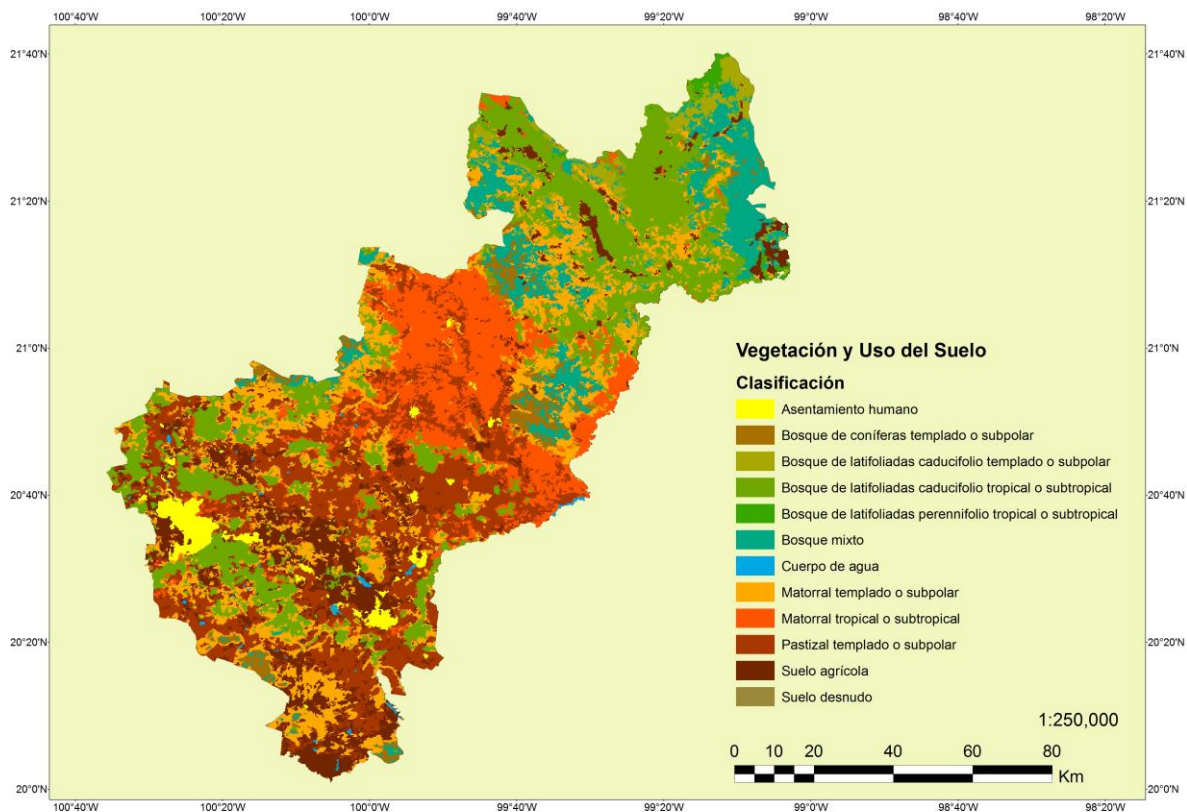 100°40'O 100°20'O 100°0'O 99°40'O 99°20'O 99°0'O 98°40'O 98°20'O
21°40'N 21°40'N
21°20'N 21°20'N
21°0'N 21°0'N
Vegetación y Uso del Suelo
Clasificación
Asentamiento humano
Bosque de coníferas templado o subpolar
Bosque de latifoliadas caducifolio templado o subpolar
Bosque de latifoliadas caducifolio tropical o subtropical
20°40'N 20°40'N
Bosque de latifoliadas perennifolio tropical o subtropical
Bosque mixto
Cuerpo de agua
Matorral templado o subpolar
Matorral tropical o subtropical
Pastizal templado o subpolar
20°20'N 20°20'N
Suelo agrícola
Suelo desnudo
1:250,000
0 10 20 40 60 80
Km
20°0'N 20°0'N
100°40'O 100°20'O 100°0'O 99°40'O 99°20'O 99°0'O 98°40'O 98°20'O